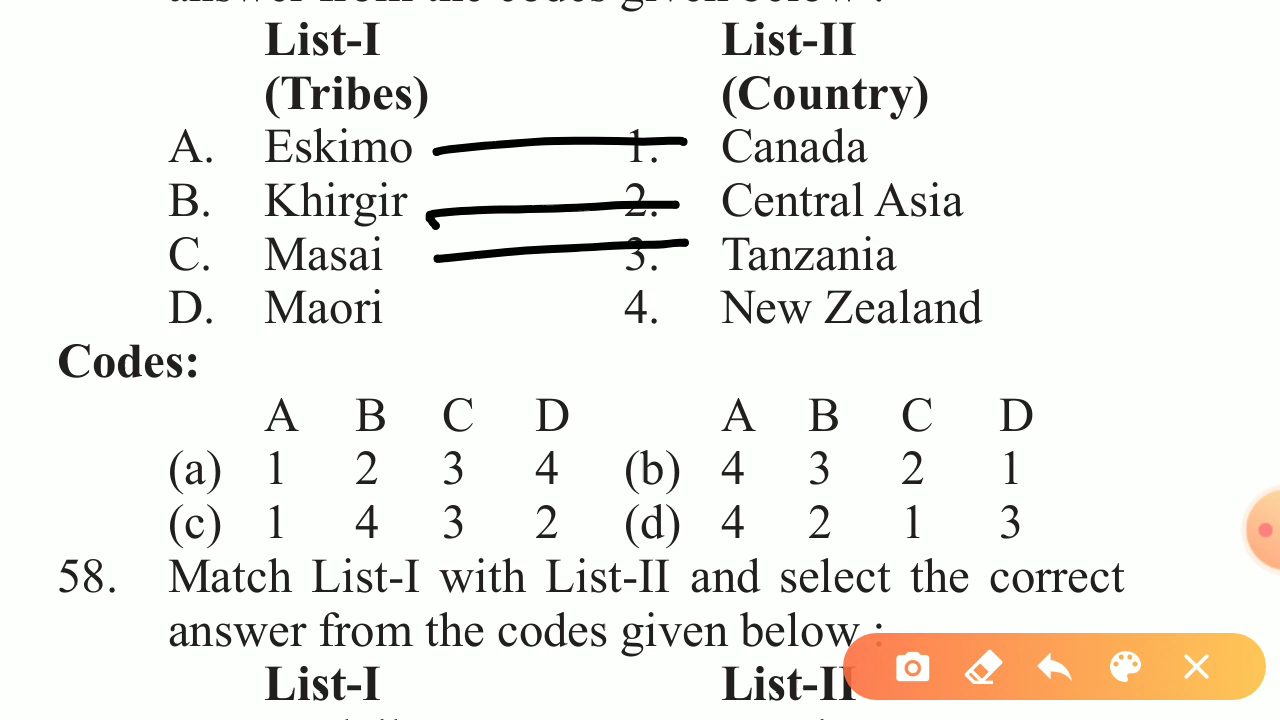 List-I List-II
(Tribes) (Country)
A. Eskimo 1. Canada
B. Khirgir 2. Central Asia
C. Masai 3. Tanzania
D. Maori 4. New Zealand
Codes:
A B C D A B C D
(a) 1 2 3 4 (b) 4 3 2 1
(c) 1 4 3 2 (d) 4 2 1 3
58. Match List-I with List-II and select the correct
answer from the codes given below :
List-I List-II